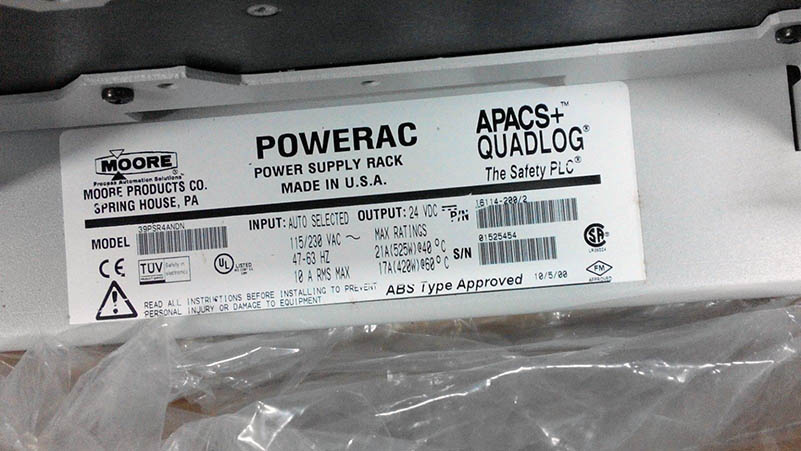 MOORE®
Process Automation Solutions
MOORE PRODUCTS CO.
SPRING HOUSE, PA
POWERAC
POWER SUPPLY RACK
MADE IN U.S.A.
APACS+™
QUADLOG®
The Safety PLC®
MODEL 39PSR4ANDN
INPUT: AUTO SELECTED
115/230 VAC ~
47-63 HZ
10 A RMS MAX
OUTPUT: 24 VDC
MAX RATINGS
21A(525W)@40°C
17A(420W)@60°C
P/N 16114-200/2
S/N 01525454
CE
TUV
Safety in
electronics
UL®
LISTED
SA®
FM
APPROVED
READ ALL INSTRUCTIONS BEFORE INSTALLING TO PREVENT
PERSONAL INJURY OR DAMAGE TO EQUIPMENT
ABS Type Approved
10/5/00